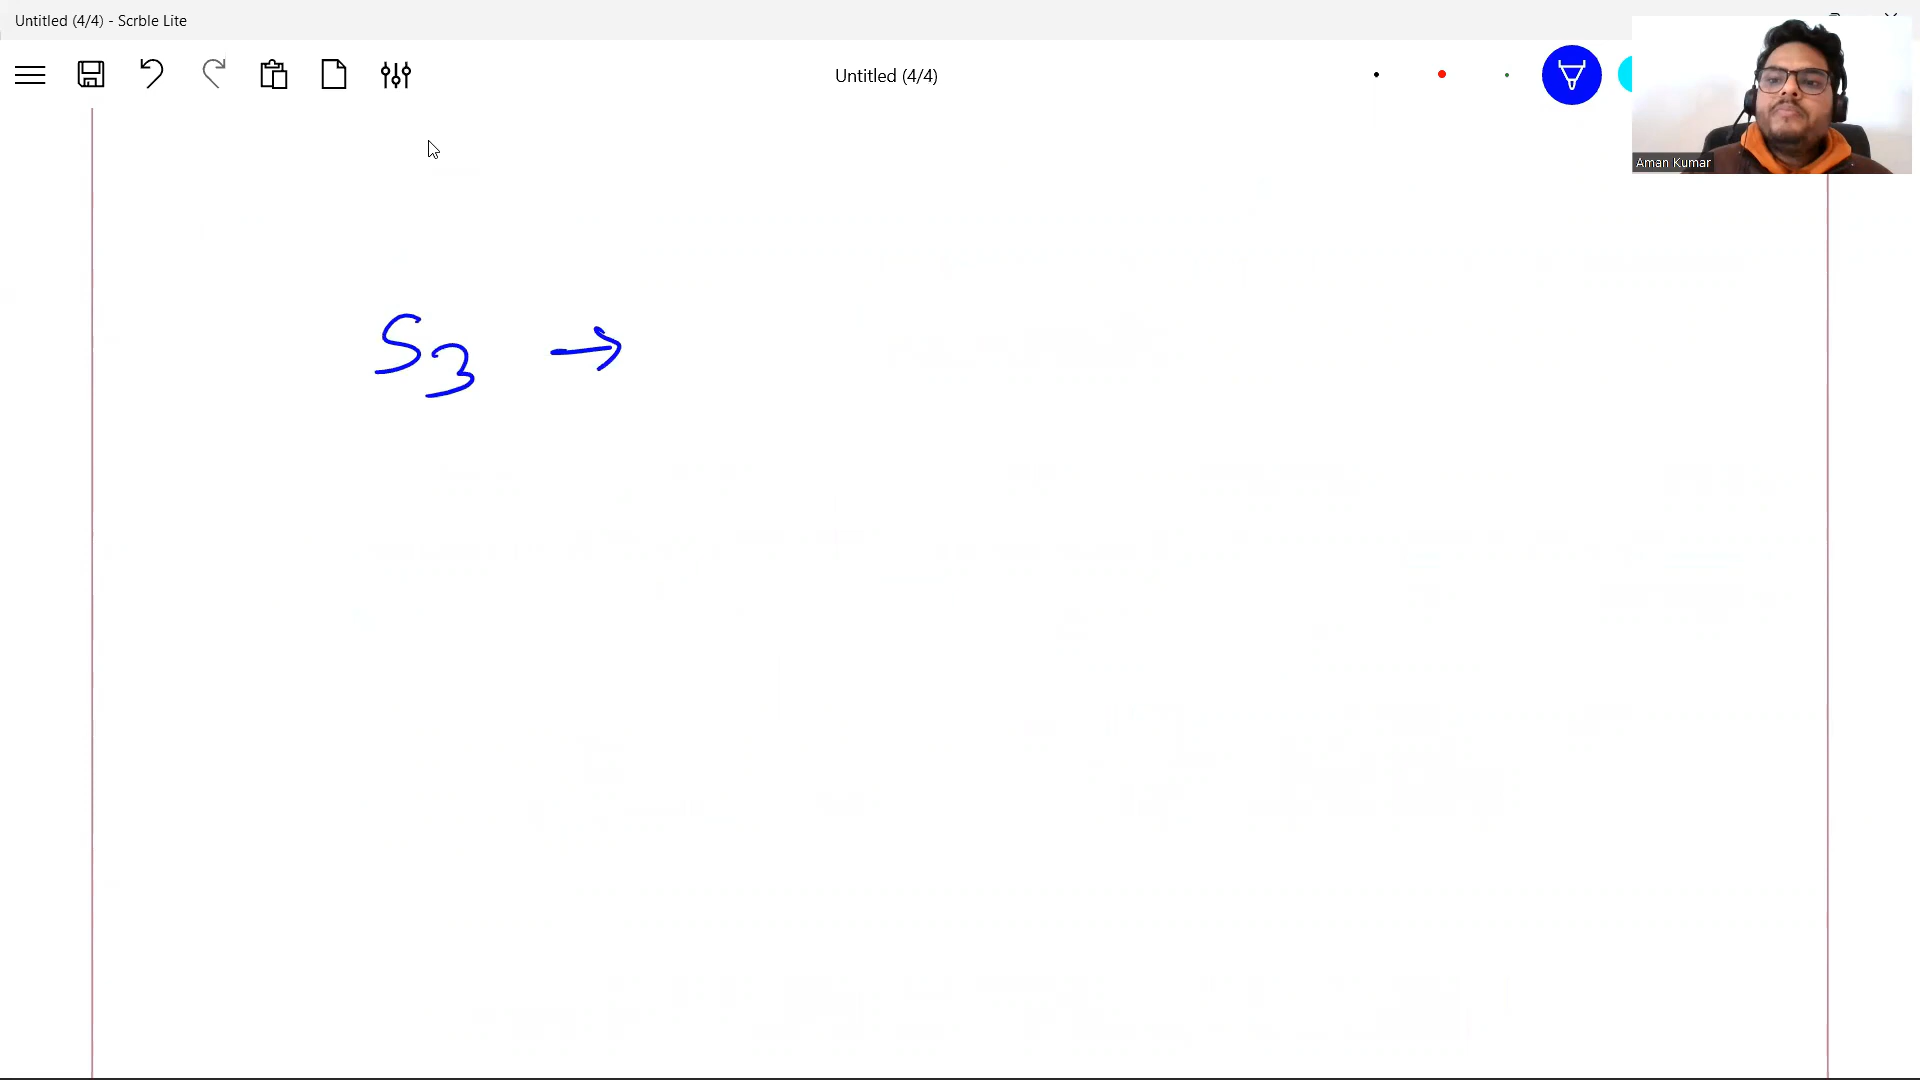 Untitled (4/4) - Scrble Lite
Untitled (4/4)
Aman Kumar
S3 →